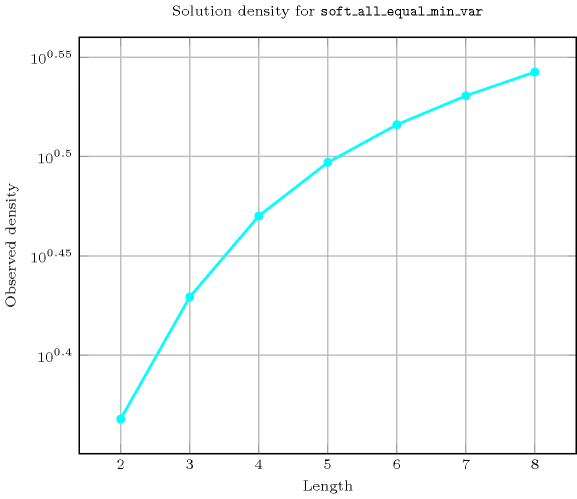 Solution density for soft_all_equal_min_var
10^0.55
10^0.5
10^0.45
10^0.4
Observed density
2 3 4 5 6 7 8
Length